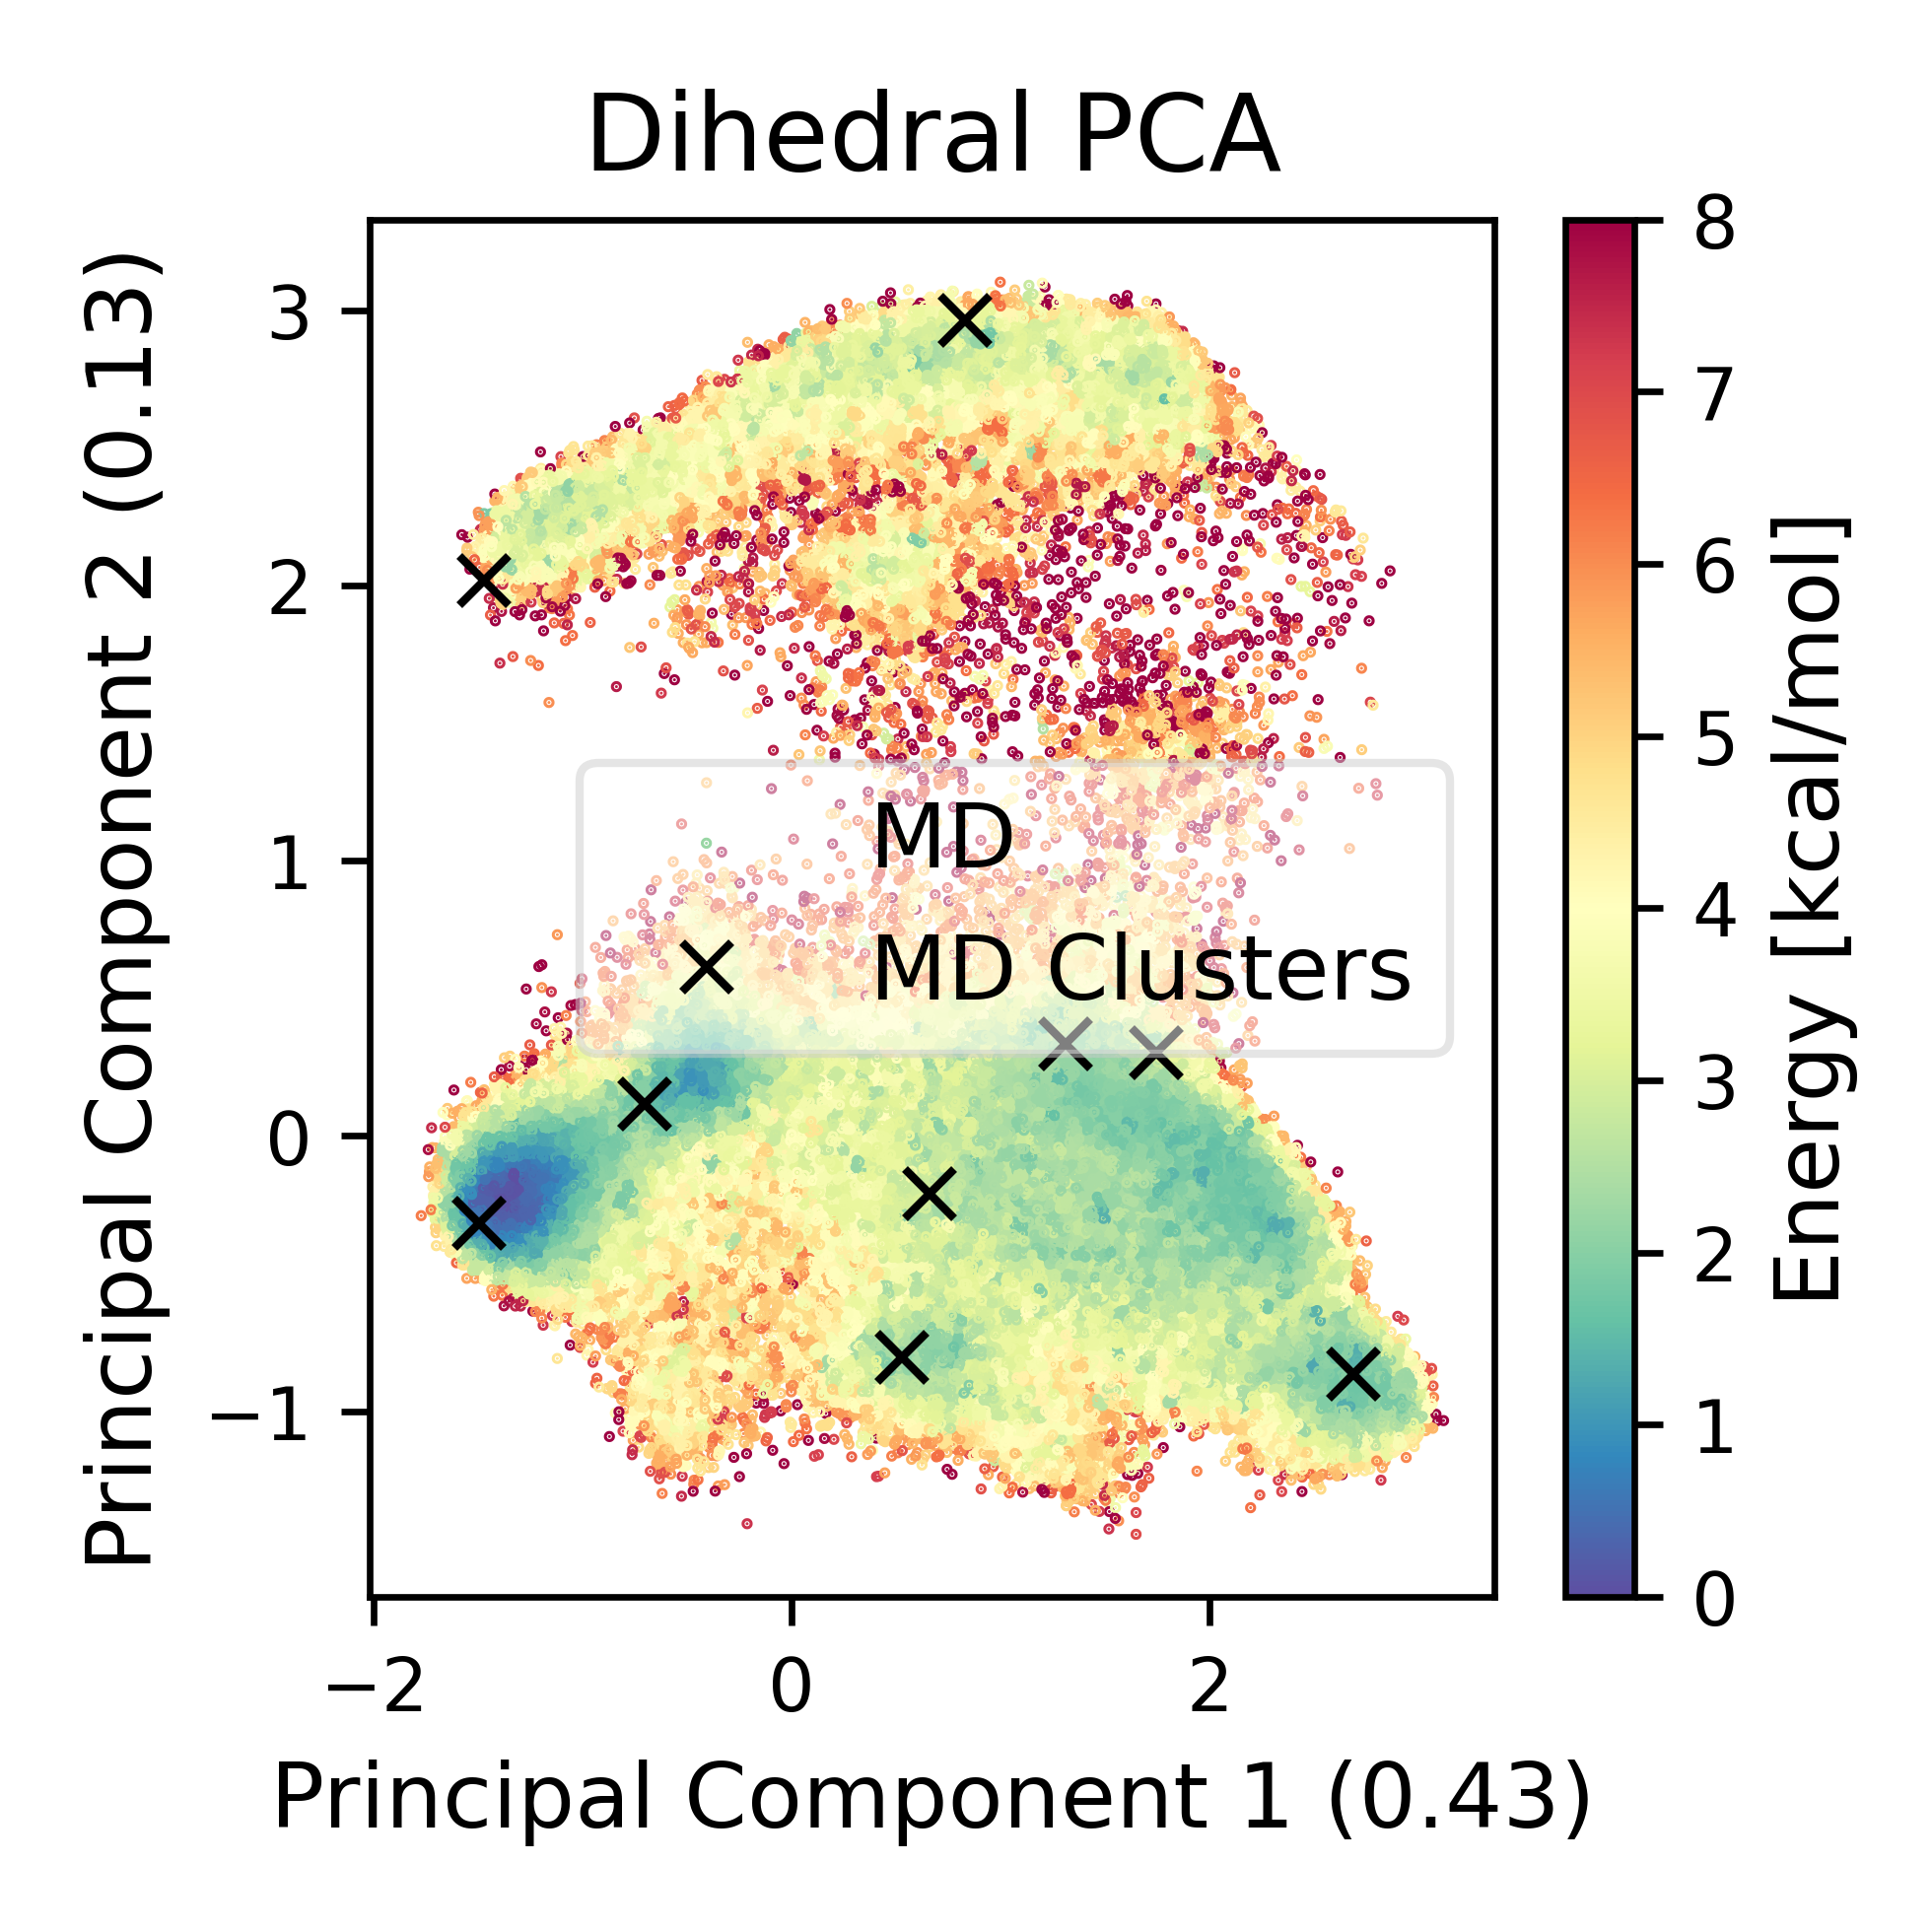 Dihedral PCA
Principal Component 2 (0.13)
3
2
1
0
−1
MD
MD Clusters
−2
0
2
Principal Component 1 (0.43)
8
7
6
5
4
3
2
1
0
Energy [kcal/mol]